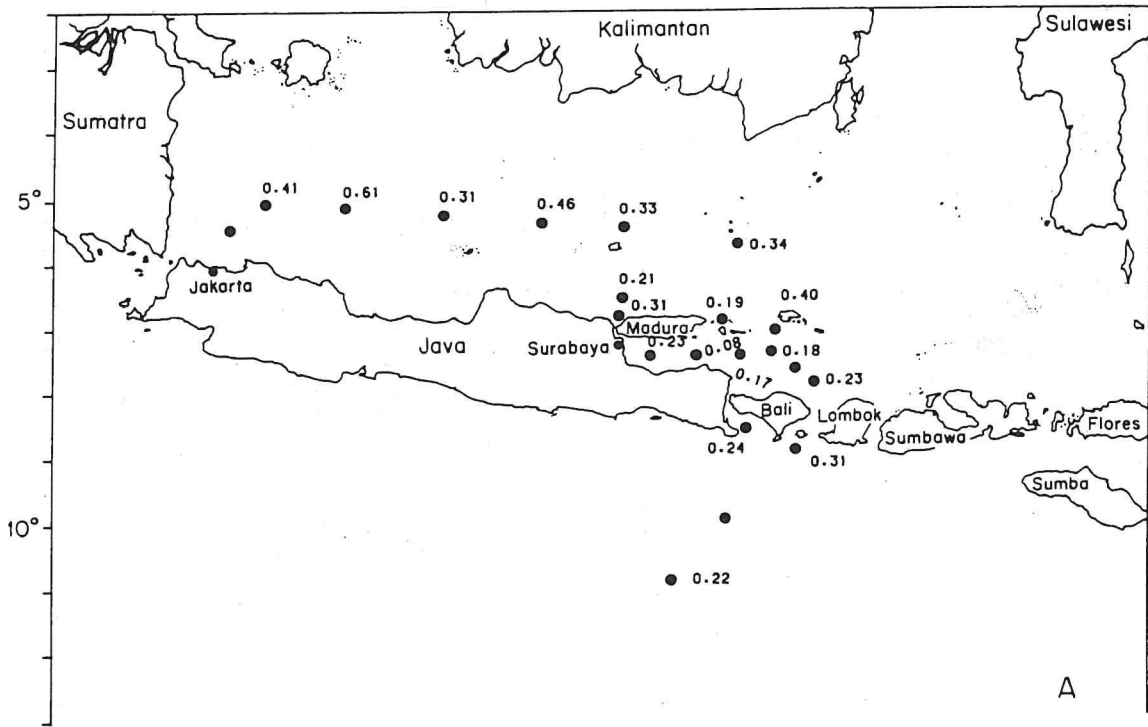 Kalimantan
Sulawesi
Sumatra
5°
0.41
0.61
0.31
0.46
0.33
0.34
Jakarta
0.21
0.31
0.19
0.40
Madura
Java
Surabaya
0.23
0.08
0.18
0.17
0.23
Bali
Lombok
Sumbawa
Flores
0.24
0.31
Sumba
10°
0.22
A